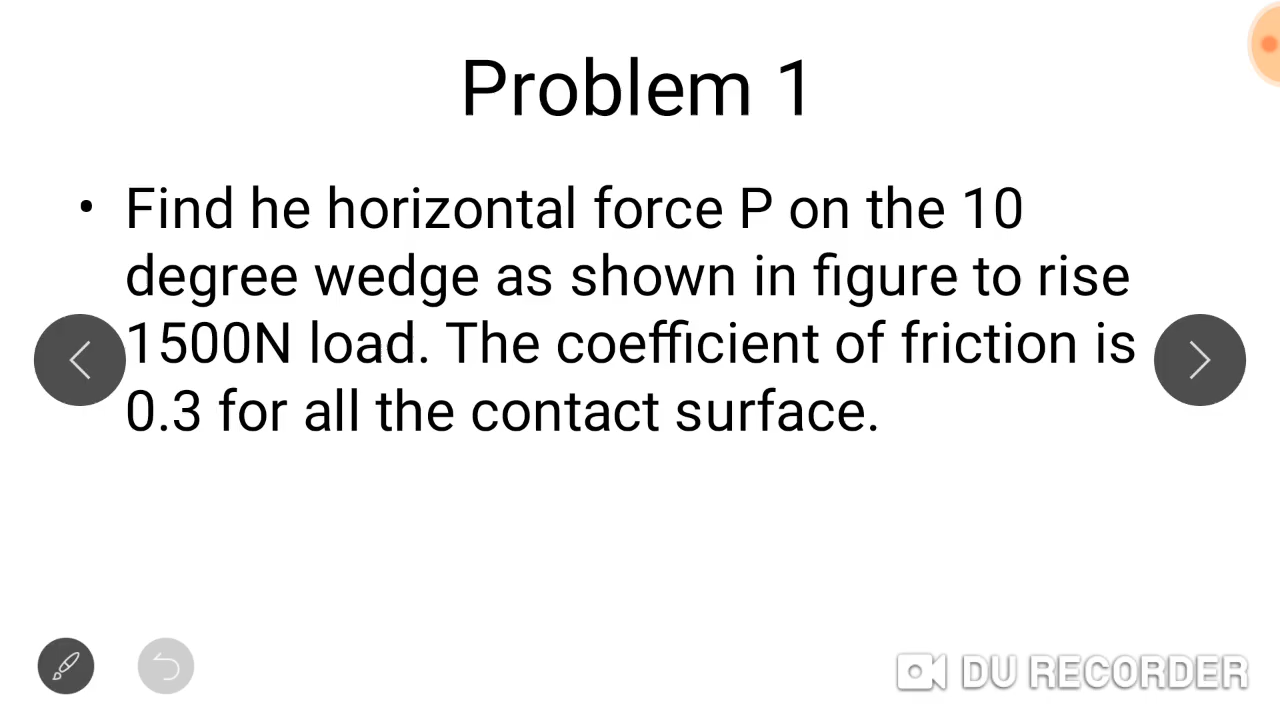 Problem 1
• Find he horizontal force P on the 10
degree wedge as shown in figure to rise
1500N load. The coefficient of friction is
0.3 for all the contact surface.
DU RECORDER